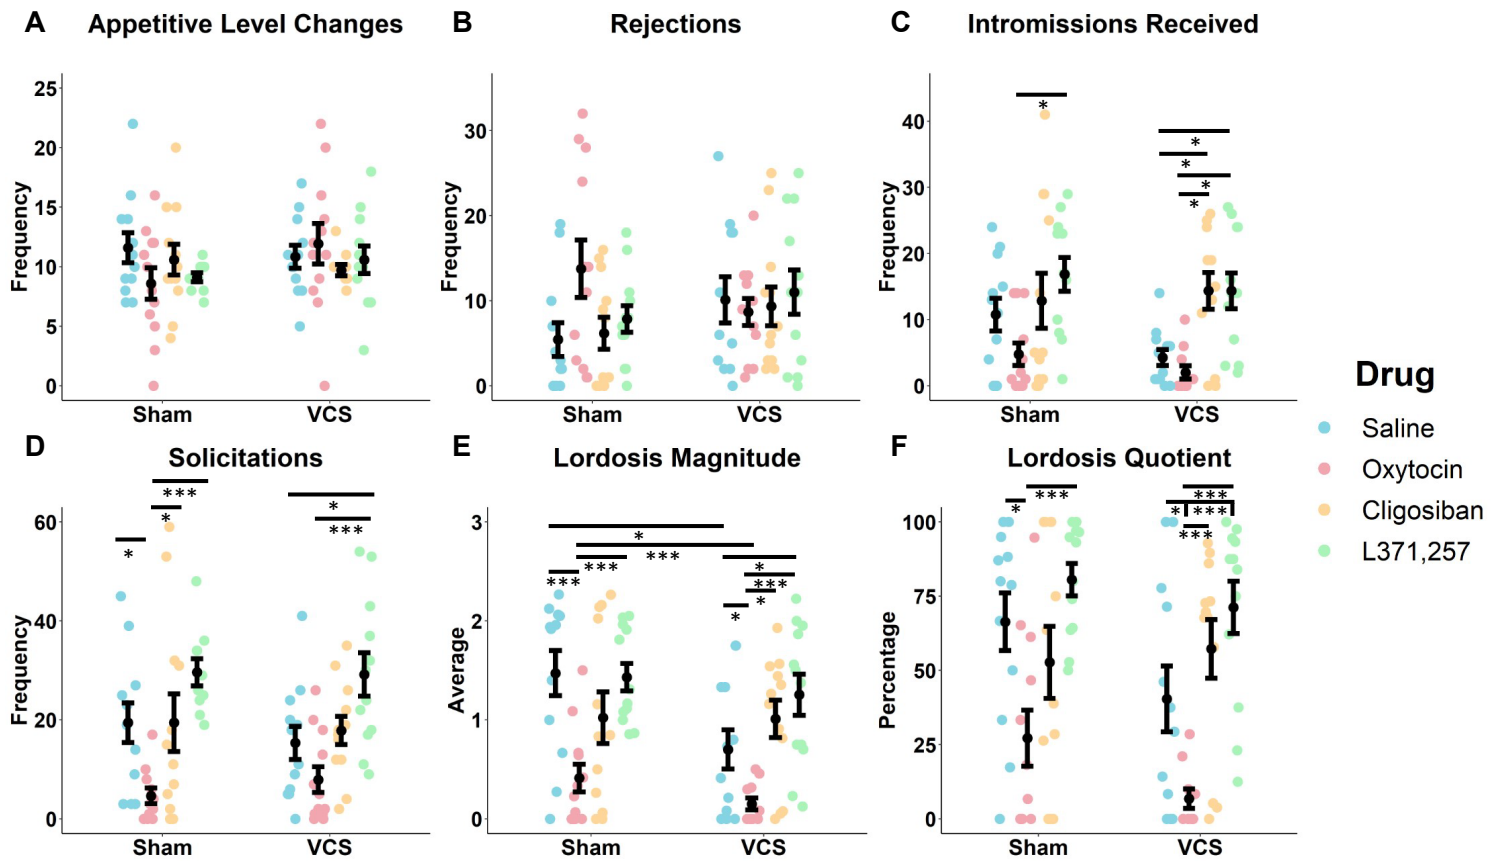 A Appetitive Level Changes
Frequency
25
20
15
10
5
0
Sham VCS
B Rejections
Frequency
30
20
10
0
Sham VCS
C Intromissions Received
Frequency
40
30
20
10
0
*
*
*
*
*
Sham VCS
D Solicitations
Frequency
60
40
20
0
***
*
*
*
***
Sham VCS
E Lordosis Magnitude
Average
3
2
1
0
*
***
***
***
*
***
*
*
Sham VCS
F Lordosis Quotient
Percentage
100
75
50
25
0
***
*
***
* ***
***
Sham VCS
Drug
Saline
Oxytocin
Cligosiban
L371,257